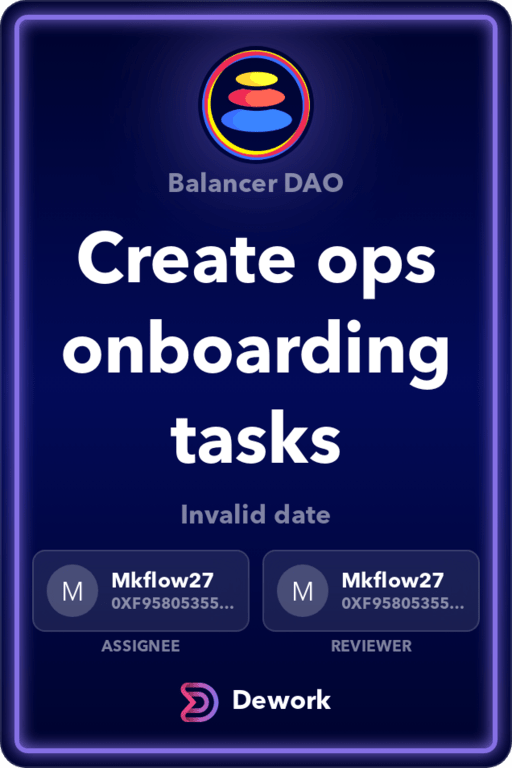 Balancer DAO
Create ops
onboarding
tasks
Invalid date
M Mkflow27 0XF95805355...
M Mkflow27 0XF95805355...
ASSIGNEE REVIEWER
Dework